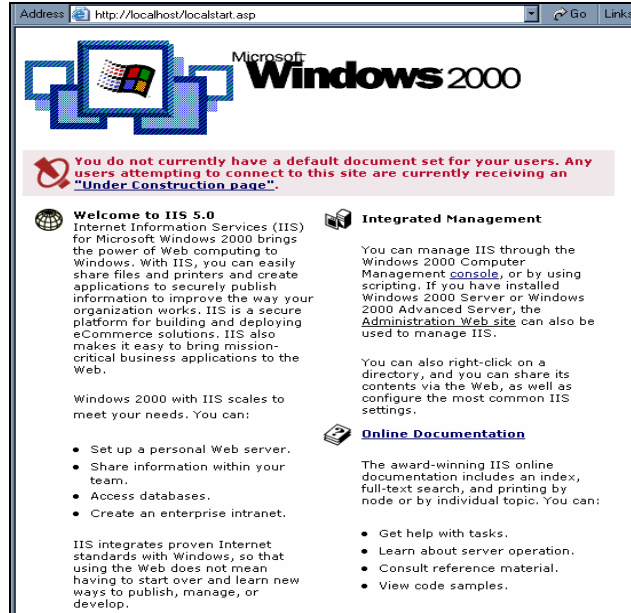 Address http://localhost/localstart.asp Go Links
Microsoft
Windows 2000
You do not currently have a default document set for your users. Any
users attempting to connect to this site are currently receiving an
"Under Construction page".
Welcome to IIS 5.0
Internet Information Services (IIS)
for Microsoft Windows 2000 brings
the power of Web computing to
Windows. With IIS, you can easily
share files and printers and create
applications to securely publish
information to improve the way your
organization works. IIS is a secure
platform for building and deploying
eCommerce solutions. IIS also
makes it easy to bring mission-
critical business applications to the
Web.
Windows 2000 with IIS scales to
meet your needs. You can:
• Set up a personal Web server.
• Share information within your
team.
• Access databases.
• Create an enterprise intranet.
IIS integrates proven Internet
standards with Windows, so that
using the Web does not mean
having to start over and learn new
ways to publish, manage, or
develop.
Integrated Management
You can manage IIS through the
Windows 2000 Computer
Management console, or by using
scripting. If you have installed
Windows 2000 Server or Windows
2000 Advanced Server, the
Administration Web site can also be
used to manage IIS.
You can also right-click on a
directory, and you can share its
contents via the Web, as well as
configure the most common IIS
settings.
Online Documentation
The award-winning IIS online
documentation includes an index,
full-text search, and printing by
node or by individual topic. You can:
• Get help with tasks.
• Learn about server operation.
• Consult reference material.
• View code samples.